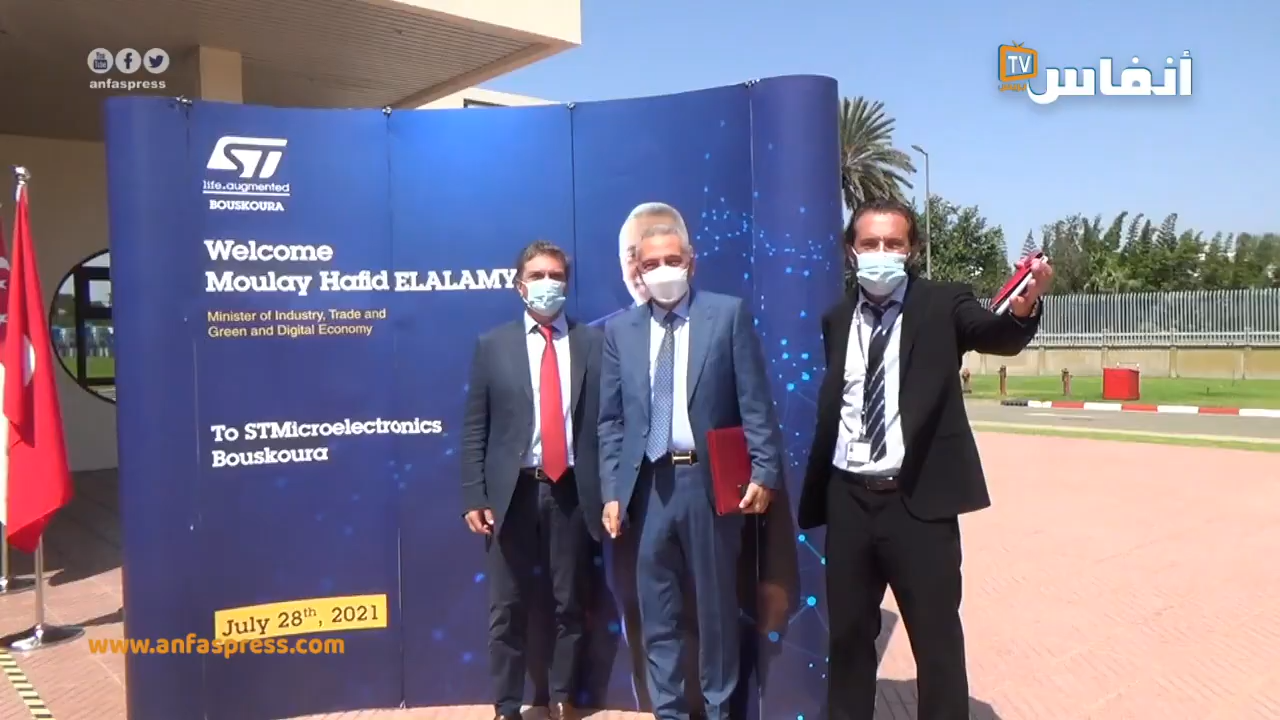 anfaspress
TV
أنفاس
ST
life.augmented
BOUSKOURA
Welcome
Moulay Hafid ELALAMY
Minister of Industry, Trade and
Green and Digital Economy
To STMicroelectronics
Bouskoura
July 28th, 2021
www.anfaspress.com